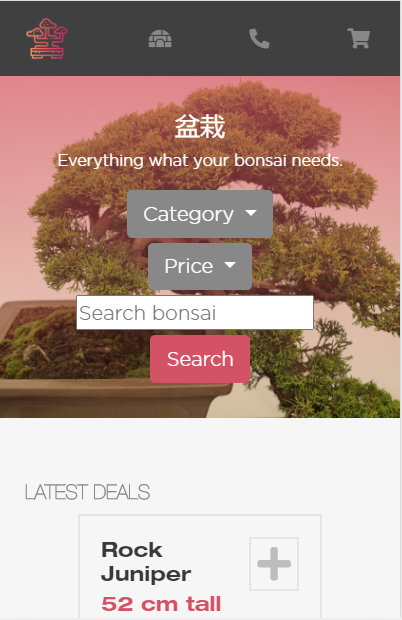 盆栽
Everything what your bonsai needs.
Category
Price
Search bonsai
Search
LATEST DEALS
Rock
Juniper
52 cm tall